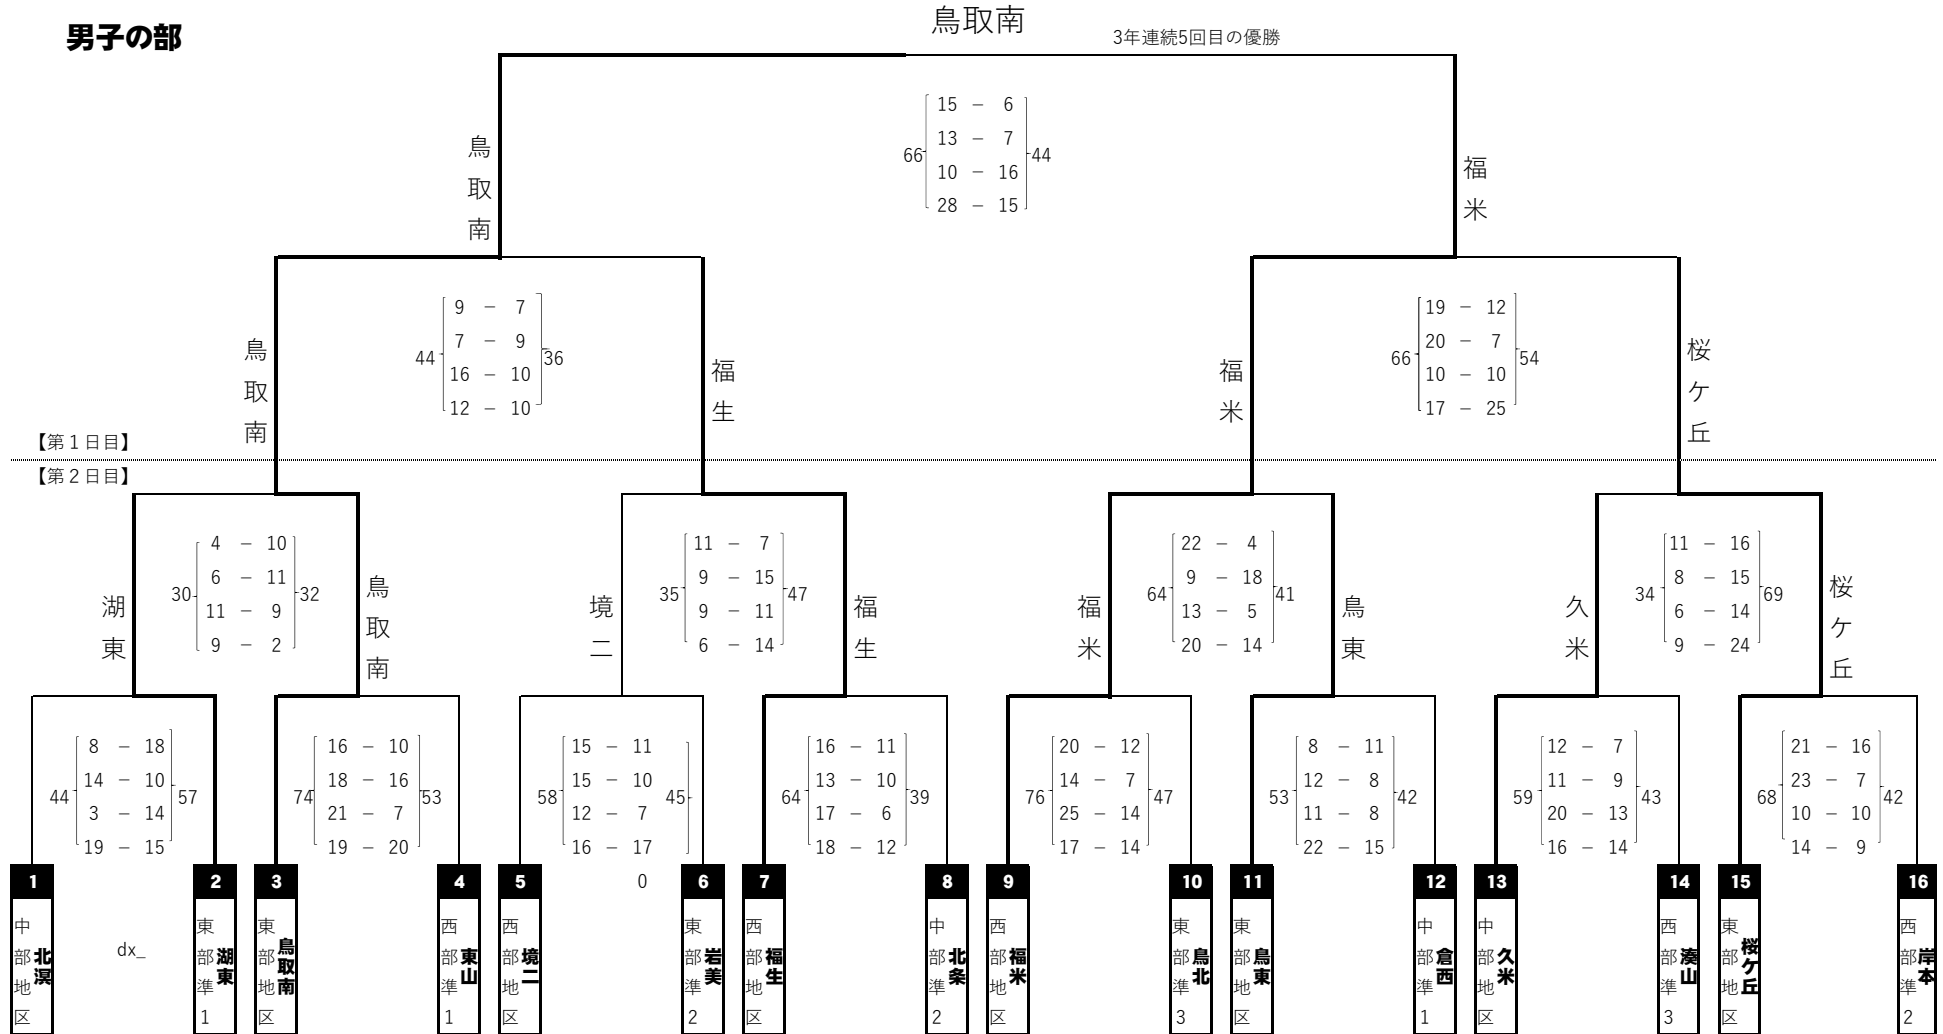 男子の部
鳥取南
3年連続5回目の優勝
鳥取南
福米
15 － 6
13 － 7
66 44
10 － 16
28 － 15
鳥取南
福生
福米
桜ケ丘
9 － 7
7 － 9
44 36
16 － 10
12 － 10
19 － 12
20 － 7
66 54
10 － 10
17 － 25
【第１日目】
【第２日目】
湖東
鳥取南
境二
福生
福米
鳥東
久米
桜ケ丘
4 － 10
6 － 11
30 32
11 － 9
9 － 2
11 － 7
9 － 15
35 47
9 － 11
6 － 14
22 － 4
9 － 18
64 41
13 － 5
20 － 14
11 － 16
8 － 15
34 69
6 － 14
9 － 24
8 － 18
14 － 10
44 57
3 － 14
19 － 15
16 － 10
18 － 16
74 53
21 － 7
19 － 20
15 － 11
15 － 10
58 45
12 － 7
16 － 17
0
16 － 11
13 － 10
64 39
17 － 6
18 － 12
20 － 12
14 － 7
76 47
25 － 14
17 － 14
8 － 11
12 － 8
53 42
11 － 8
22 － 15
12 － 7
11 － 9
59 43
20 － 13
16 － 14
21 － 16
23 － 7
68 42
10 － 10
14 － 9
1
中部地区
北溟
dx_
2
東部準1
湖東
3
東部地区
鳥取南
4
西部準1
東山
5
西部地区
境二
6
東部準2
岩美
7
西部地区
福生
8
中部準2
北条
9
西部地区
福米
10
東部準3
鳥北
11
東部地区
鳥東
12
中部準1
倉西
13
中部地区
久米
14
西部準3
湊山
15
東部地区
桜ケ丘
16
西部準2
岸本